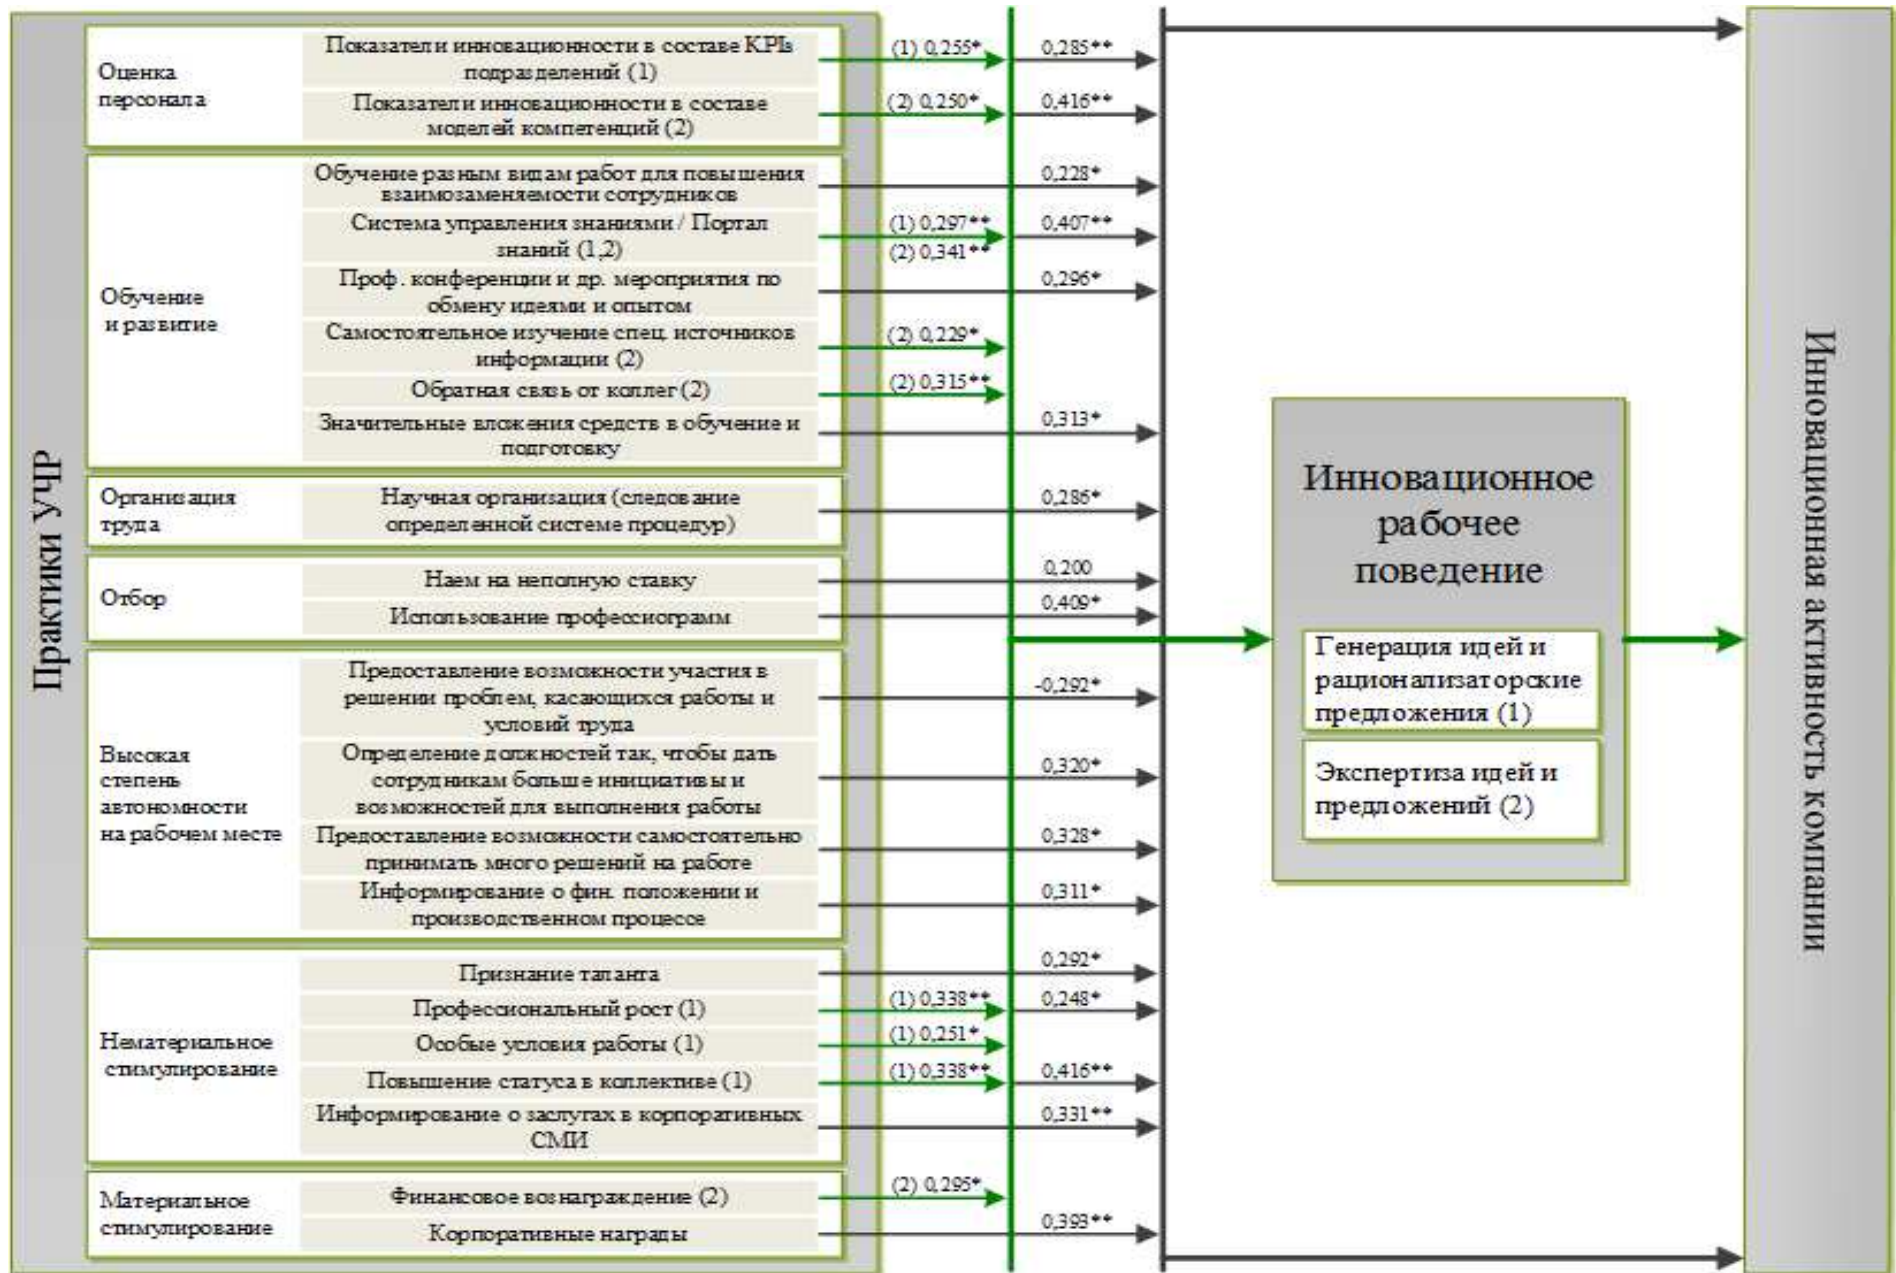 Практики УЧР
Оценка
персонала
Показатели инновационности в составе KPIs
подразделений (1)
(1) 0,256*
0,285**
Показатели инновационности в составе
моделей компетенций (2)
(2) 0,250*
0,416**
Обучение
и развитие
Обучение разным видам работ для повышения
взаимозаменяемости сотрудников
0,228*
Система управления знаниями / Портал
знаний (1,2)
(1) 0,297**
(2) 0,341**
0,407**
Проф. конференции и др. мероприятия по
обмену идеями и опытом
0,296*
Самостоятельное изучение спец. источников
информации (2)
(2) 0,229*
Обратная связь от коллег (2)
(2) 0,315**
Значительные вложения средств в обучение и
подготовку
0,313*
Организация
труда
Научная организация (следование
определенной системе процедур)
0,286*
Отбор
Наем на неполную ставку
0,200
Использование профессиограмм
0,409*
Высокая
степень
автономности
на рабочем месте
Предоставление возможности участия в
решении проблем, касающихся работы и
условий труда
-0,292*
Определение должностей так, чтобы дать
сотрудникам больше инициативы и
возможностей для выполнения работы
0,320*
Предоставление возможности самостоятельно
принимать много решений на работе
0,328*
Информирование о фин. положении и
производственном процессе
0,311*
Нематериальное
стимулирование
Признание таланта
0,292*
Профессиональный рост (1)
(1) 0,338**
0,248*
Особые условия работы (1)
(1) 0,251*
Повышение статуса в коллективе (1)
(1) 0,338**
0,416**
Информирование о заслугах в корпоративных
СМИ
0,331**
Материальное
стимулирование
Финансовое вознаграждение (2)
(2) 0,295*
Корпоративные награды
0,393**
Инновационное
рабочее
поведение
Генерация идей и
рационализаторские
предложения (1)
Экспертиза идей и
предложений (2)
Инновационная активность компании